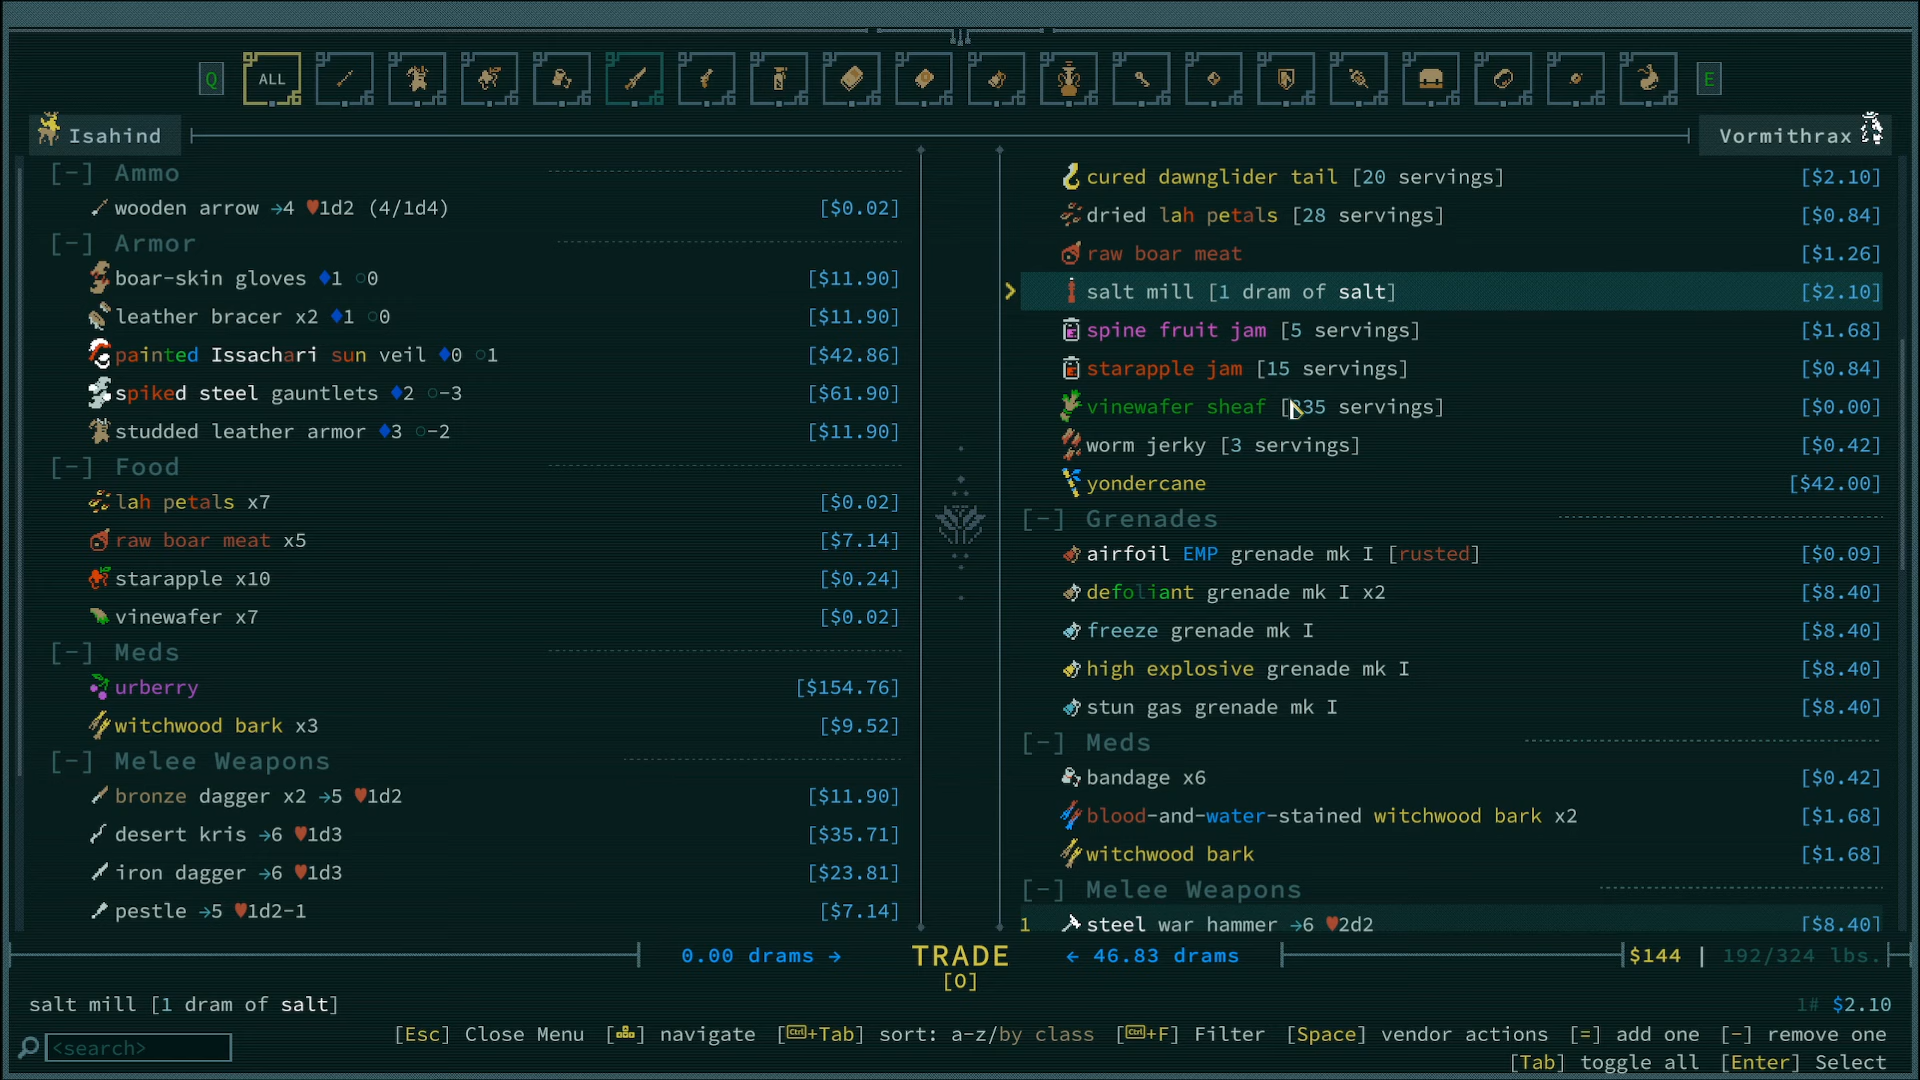 Q ALL E
Isahind
Vormithrax
[-] Ammo
wooden arrow →4 ♥1d2 (4/1d4) [$0.02]
[-] Armor
boar-skin gloves ◆1 ○0 [$11.90]
leather bracer x2 ◆1 ○0 [$11.90]
painted Issachari sun veil ◆0 ○1 [$42.86]
spiked steel gauntlets ◆2 ○-3 [$61.90]
studded leather armor ◆3 ○-2 [$11.90]
[-] Food
lah petals x7 [$0.02]
raw boar meat x5 [$7.14]
starapple x10 [$0.24]
vinewafer x7 [$0.02]
[-] Meds
urberry [$154.76]
witchwood bark x3 [$9.52]
[-] Melee Weapons
bronze dagger x2 →5 ♥1d2 [$11.90]
desert kris →6 ♥1d3 [$35.71]
iron dagger →6 ♥1d3 [$23.81]
pestle →5 ♥1d2-1 [$7.14]
cured dawnglider tail [20 servings] [$2.10]
dried lah petals [28 servings] [$0.84]
raw boar meat [$1.26]
> salt mill [1 dram of salt] [$2.10]
spine fruit jam [5 servings] [$1.68]
starapple jam [15 servings] [$0.84]
vinewafer sheaf servings] [$0.00]
worm jerky [3 servings] [$0.42]
yondercane [$42.00]
[-] Grenades
airfoil EMP grenade mk I [rusted] [$0.09]
defoliant grenade mk I x2 [$8.40]
freeze grenade mk I [$8.40]
high explosive grenade mk I [$8.40]
stun gas grenade mk I [$8.40]
[-] Meds
bandage x6 [$0.42]
blood-and-water-stained witchwood bark x2 [$1.68]
witchwood bark [$1.68]
[-] Melee Weapons
1 steel war hammer →6 ♥2d2 [$8.40]
0.00 drams → TRADE ← 46.83 drams $144 | 192/324 lbs.
[O]
salt mill [1 dram of salt] 1# $2.10
[Esc] Close Menu navigate [Ctrl+Tab] sort: a-z/by class [Ctrl+F] Filter [Space] vendor actions [=] add one [-] remove one
<search>
[Tab] toggle all [Enter] Select